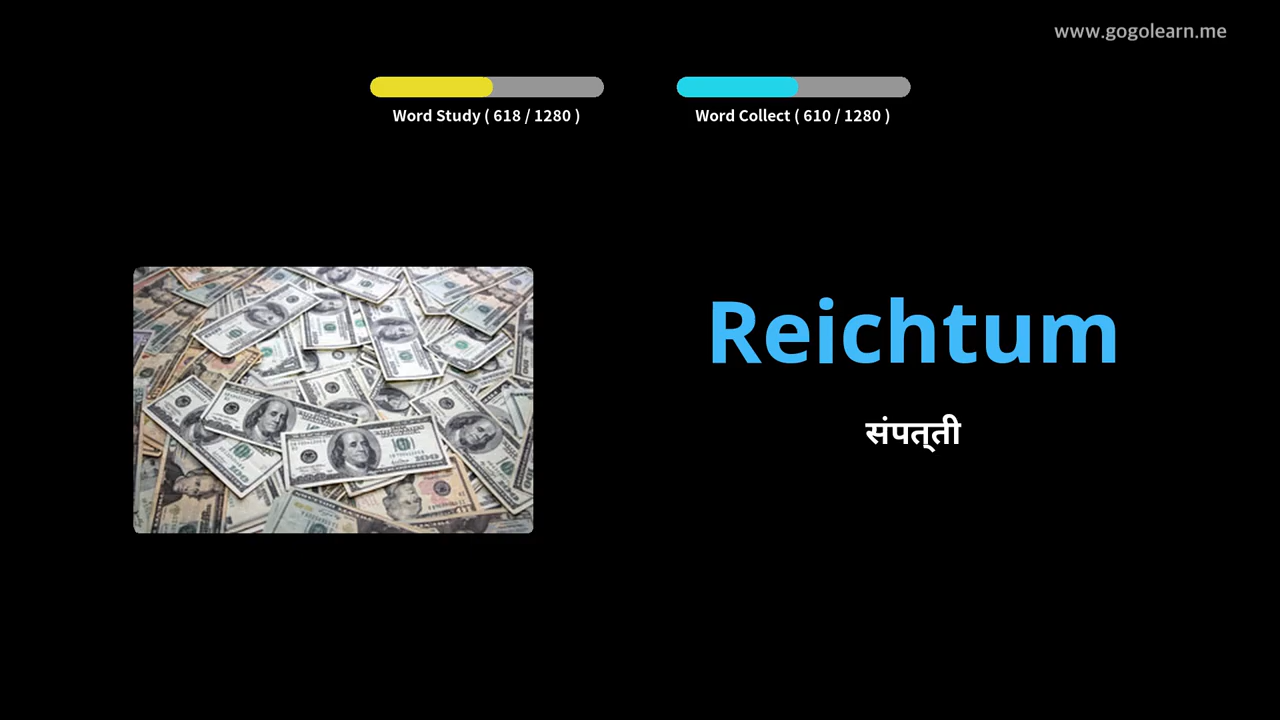 www.gogolearn.me
Word Study ( 618 / 1280 )
Word Collect ( 610 / 1280 )
Reichtum
संपत्ती